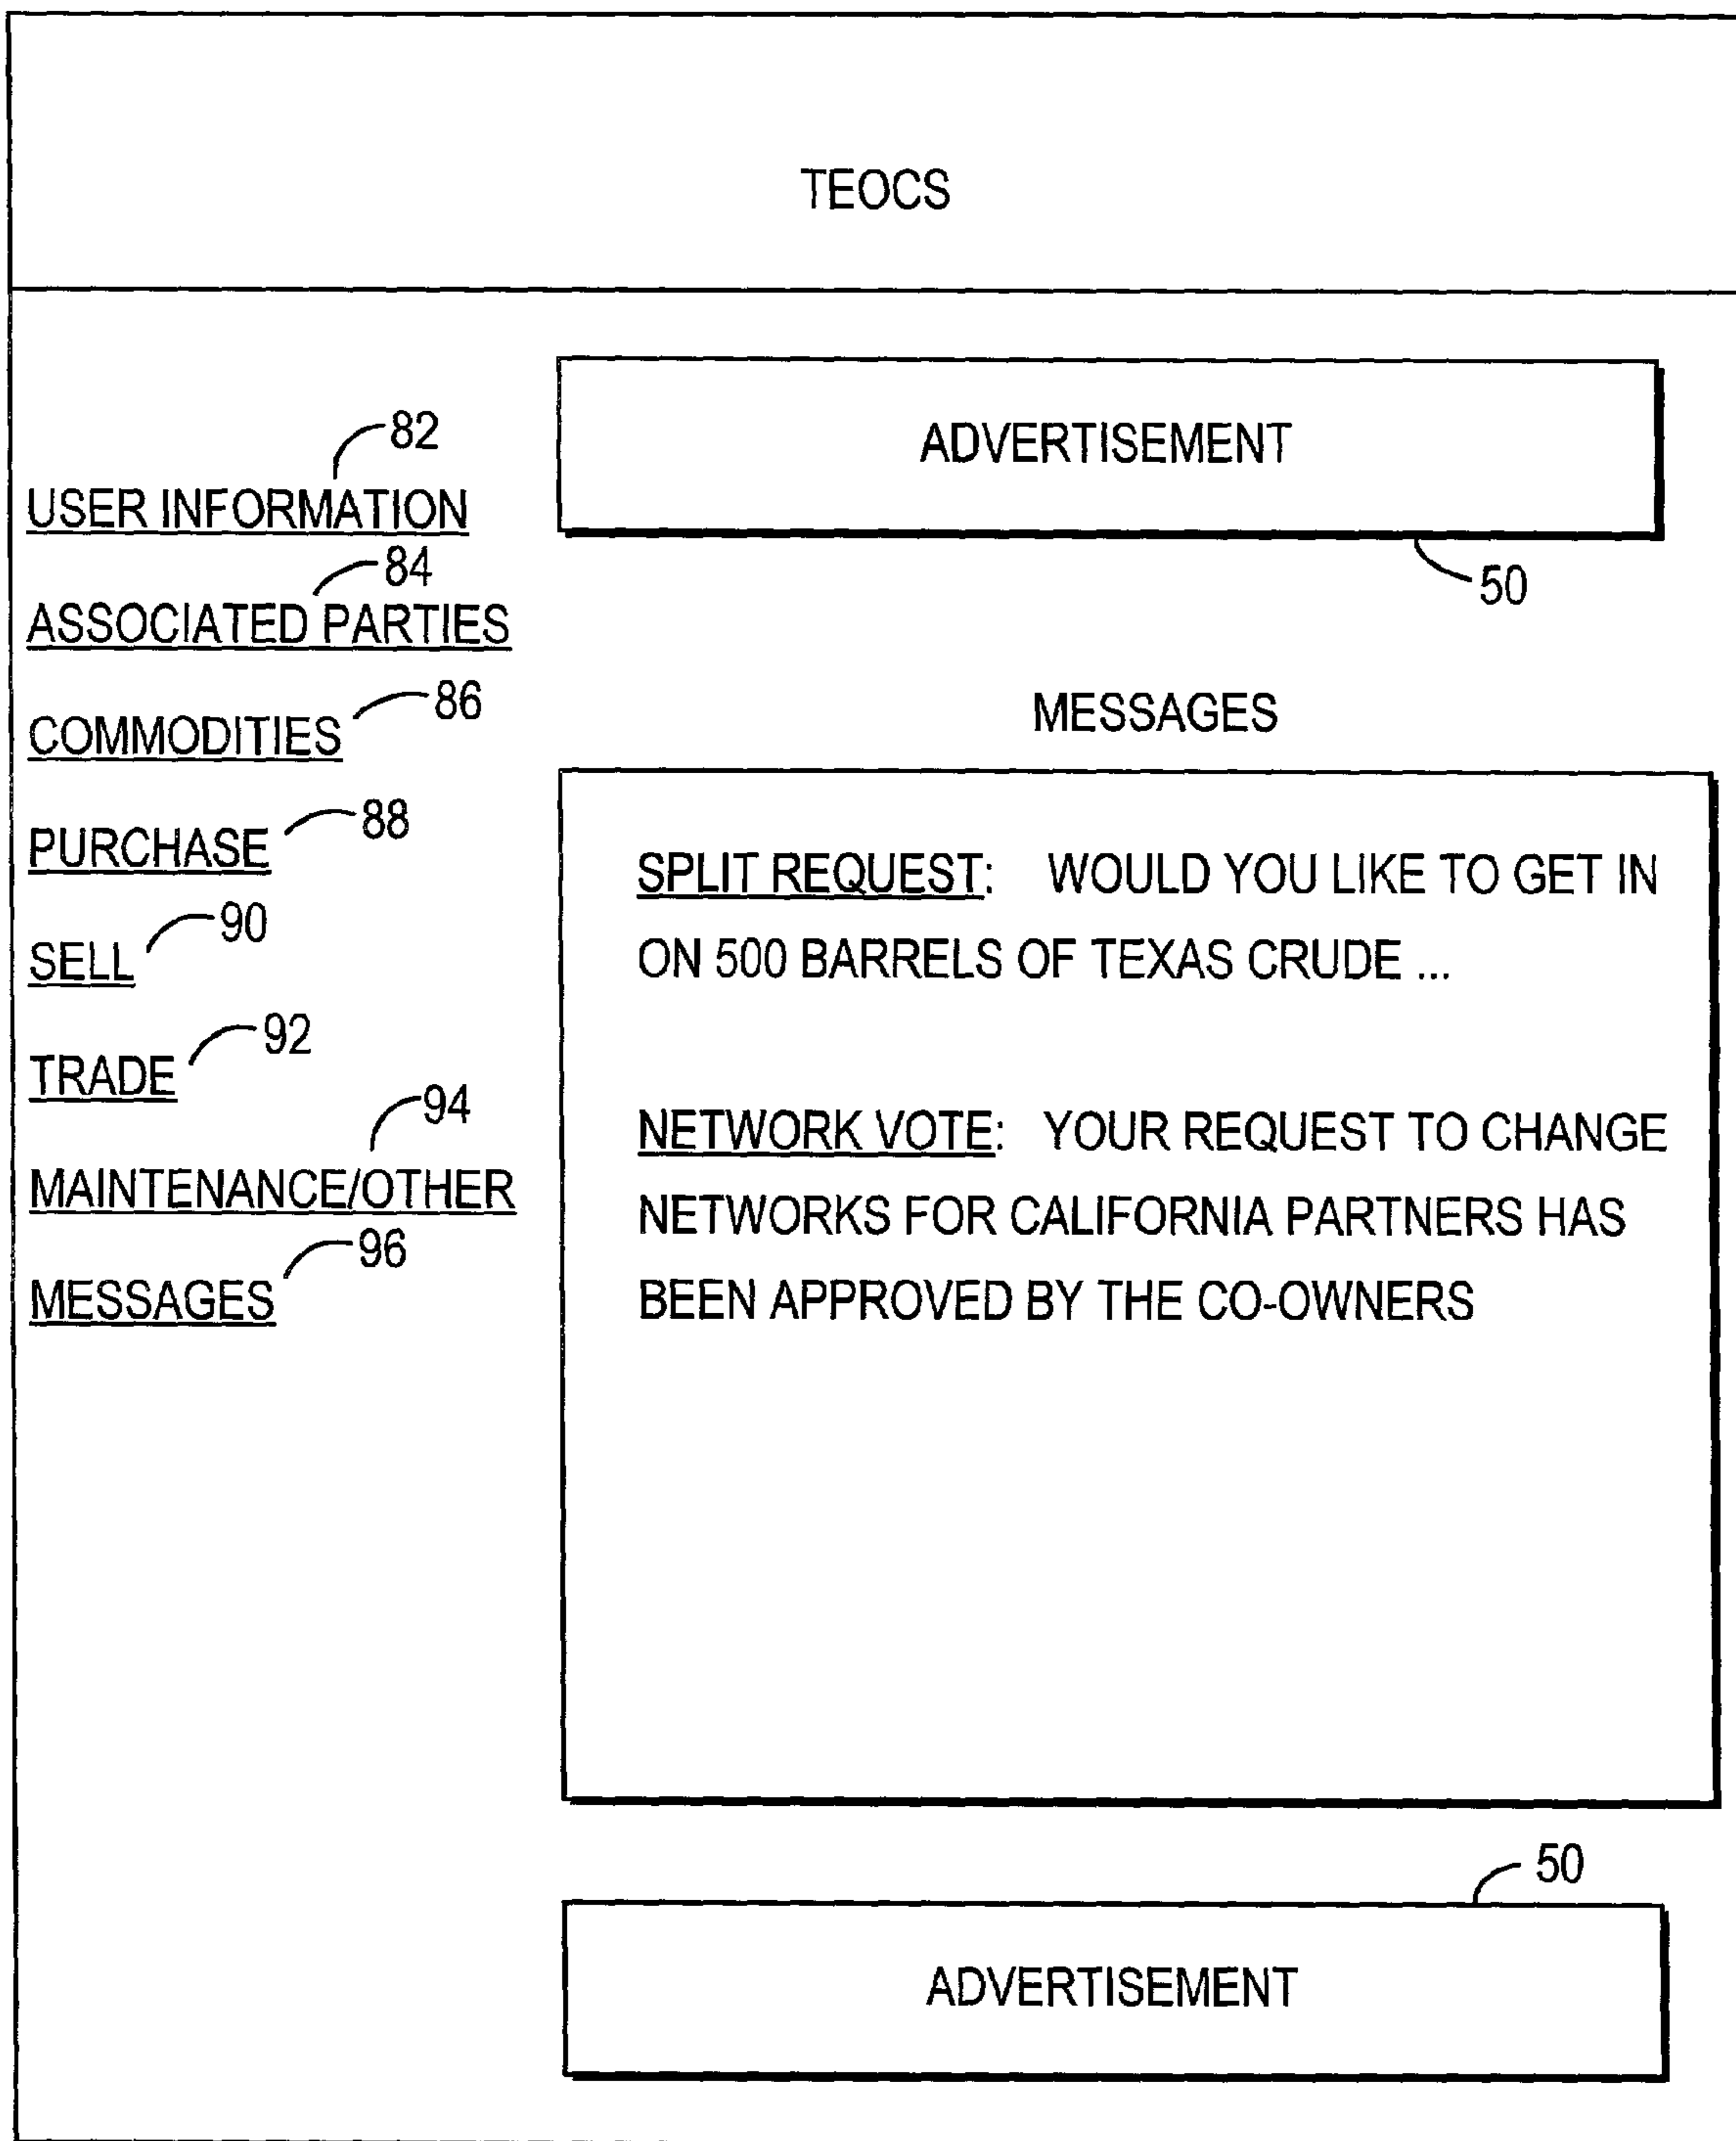 TEOCS
82
USER INFORMATION
84
ASSOCIATED PARTIES
86
COMMODITIES
88
PURCHASE
90
SELL
92
TRADE
94
MAINTENANCE/OTHER
96
MESSAGES
ADVERTISEMENT
50
MESSAGES
SPLIT REQUEST: WOULD YOU LIKE TO GET IN
ON 500 BARRELS OF TEXAS CRUDE ...
NETWORK VOTE: YOUR REQUEST TO CHANGE
NETWORKS FOR CALIFORNIA PARTNERS HAS
BEEN APPROVED BY THE CO-OWNERS
50
ADVERTISEMENT